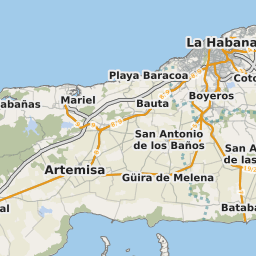 La Habana
Playa Baracoa
Coto
Mariel
abañas
Bauta
Boyeros
San Antonio
de los Baños
San A
de las
Artemisa
Güira de Melena
al
Bataba